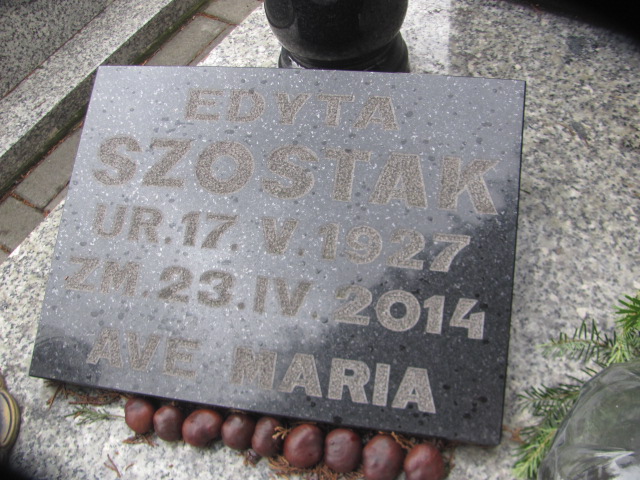 EDYTA
SZOSTAK
UR. 17. V. 1927
ZM. 23. IV. 2014
AVE MARIA